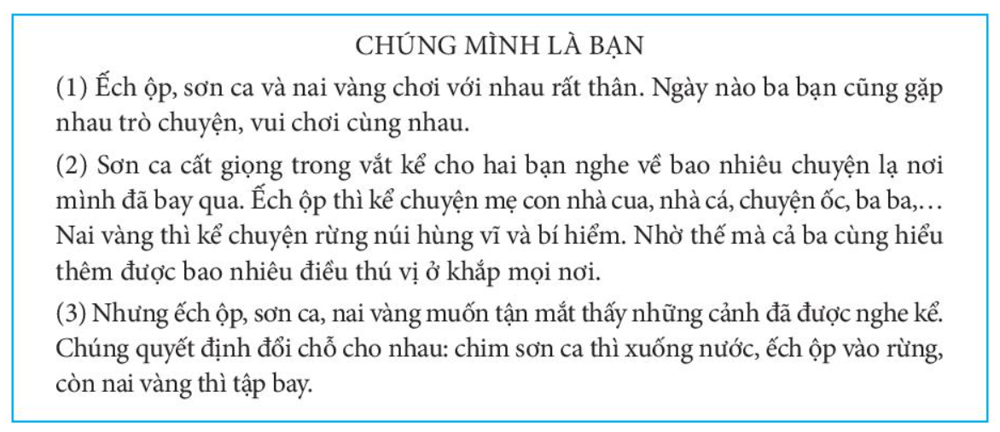 CHÚNG MÌNH LÀ BẠN
(1) Ếch ộp, sơn ca và nai vàng chơi với nhau rất thân. Ngày nào ba bạn cũng gặp
nhau trò chuyện, vui chơi cùng nhau.
(2) Sơn ca cất giọng trong vắt kể cho hai bạn nghe về bao nhiêu chuyện lạ nơi
mình đã bay qua. Ếch ộp thì kể chuyện mẹ con nhà cua, nhà cá, chuyện ốc, ba ba,...
Nai vàng thì kể chuyện rừng núi hùng vĩ và bí hiểm. Nhờ thế mà cả ba cùng hiểu
thêm được bao nhiêu điều thú vị ở khắp mọi nơi.
(3) Nhưng ếch ộp, sơn ca, nai vàng muốn tận mắt thấy những cảnh đã được nghe kể.
Chúng quyết định đổi chỗ cho nhau: chim sơn ca thì xuống nước, ếch ộp vào rừng,
còn nai vàng thì tập bay.